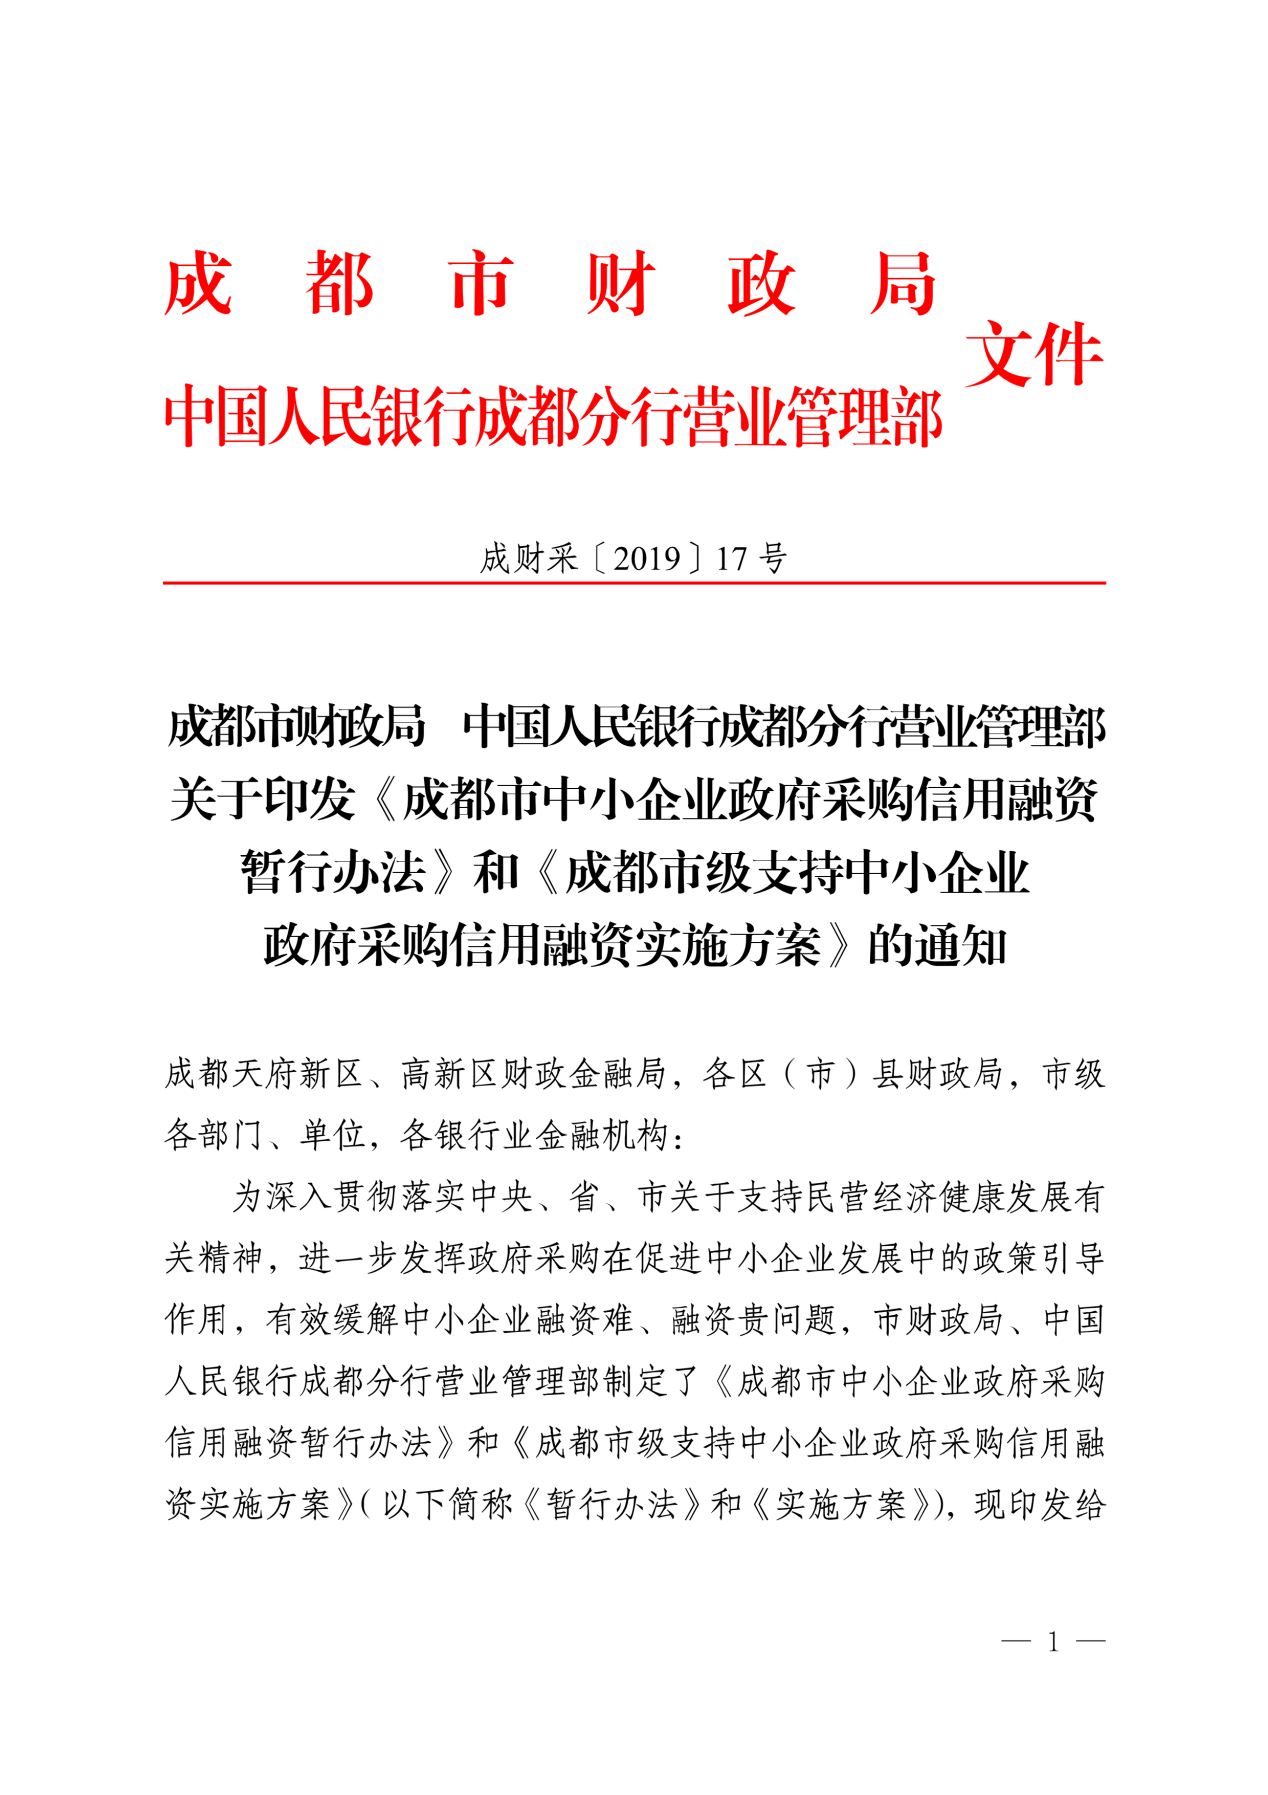 成都市财政局
文件
中国人民银行成都分行营业管理部
成财采〔2019〕17 号
成都市财政局 中国人民银行成都分行营业管理部
关于印发《成都市中小企业政府采购信用融资
暂行办法》和《成都市级支持中小企业
政府采购信用融资实施方案》的通知
成都天府新区、高新区财政金融局，各区（市）县财政局，市级
各部门、单位，各银行业金融机构：
为深入贯彻落实中央、省、市关于支持民营经济健康发展有
关精神，进一步发挥政府采购在促进中小企业发展中的政策引导
作用，有效缓解中小企业融资难、融资贵问题，市财政局、中国
人民银行成都分行营业管理部制定了《成都市中小企业政府采购
信用融资暂行办法》和《成都市级支持中小企业政府采购信用融
资实施方案》（以下简称《暂行办法》和《实施方案》），现印发给
— 1 —